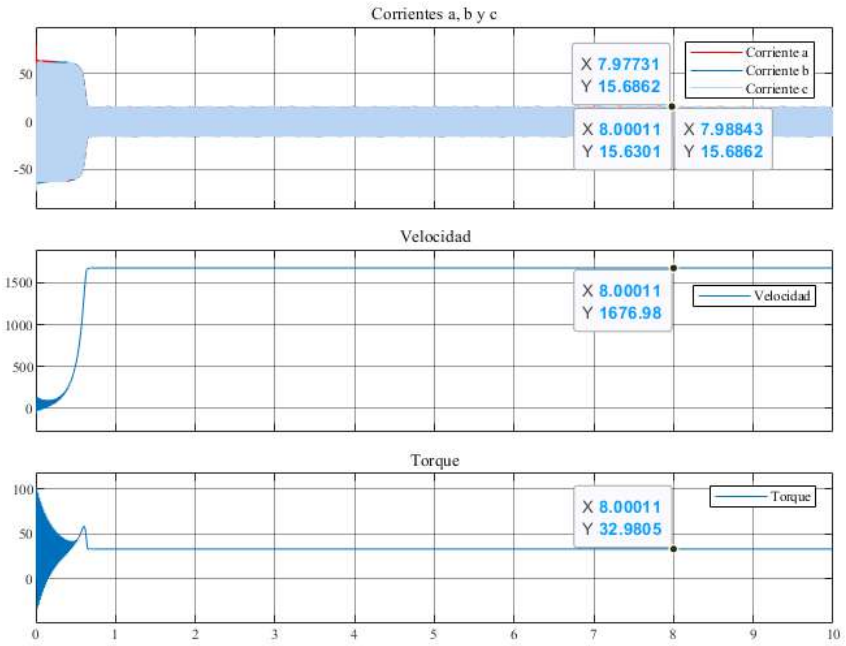 Corrientes a, b y c
50
0
-50
X 7.97731
Y 15.6862
X 8.00011
Y 15.6301
X 7.98843
Y 15.6862
Corriente a
Corriente b
Corriente c
Velocidad
1500
1000
500
0
X 8.00011
Y 1676.98
Velocidad
Torque
100
50
0
X 8.00011
Y 32.9805
Torque
0 1 2 3 4 5 6 7 8 9 10